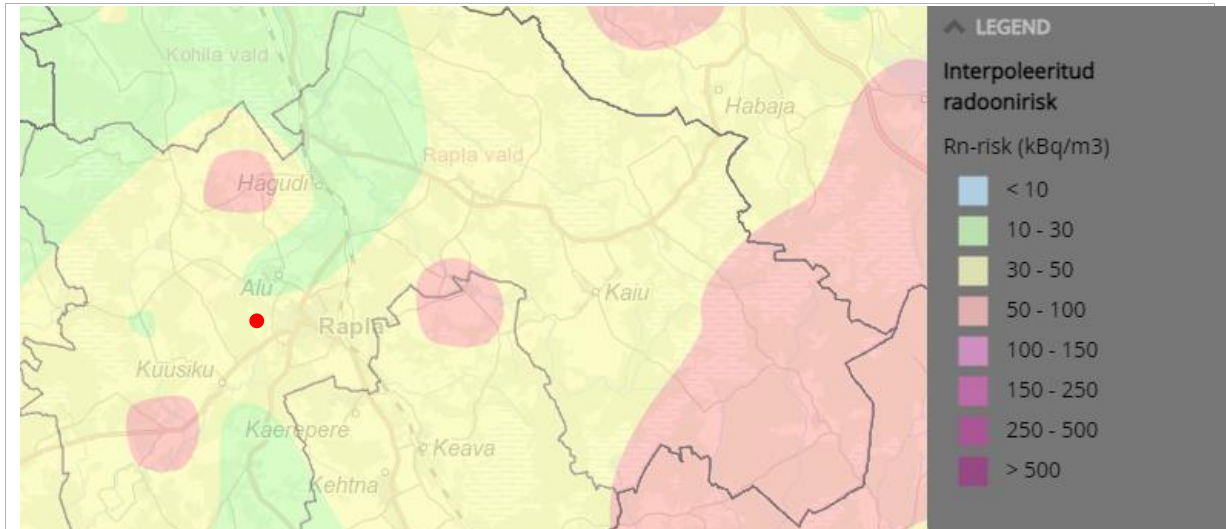 Kohila vald
Habaja
Rapla vald
Hagudi
Alu
Kaiu
Rapla
Kuusiku
Kaerepere
Keava
Kehtna
LEGEND
Interpoleeritud
radoonirisk
Rn-risk (kBq/m3)
< 10
10 - 30
30 - 50
50 - 100
100 - 150
150 - 250
250 - 500
> 500